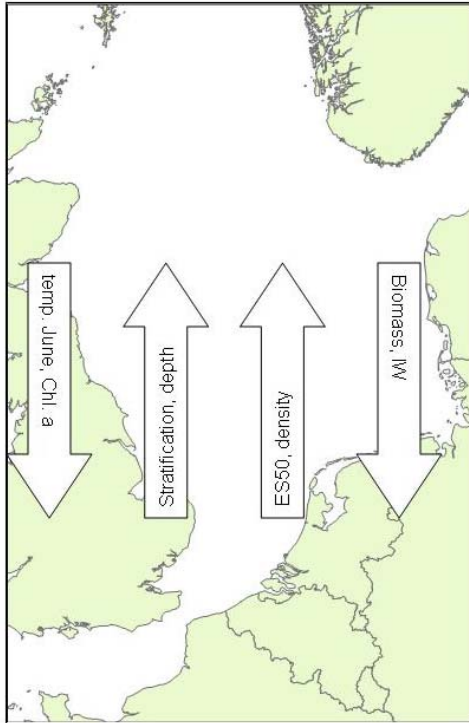 temp. June, Chl. a
Stratification, depth
ES50, density
Biomass, IW